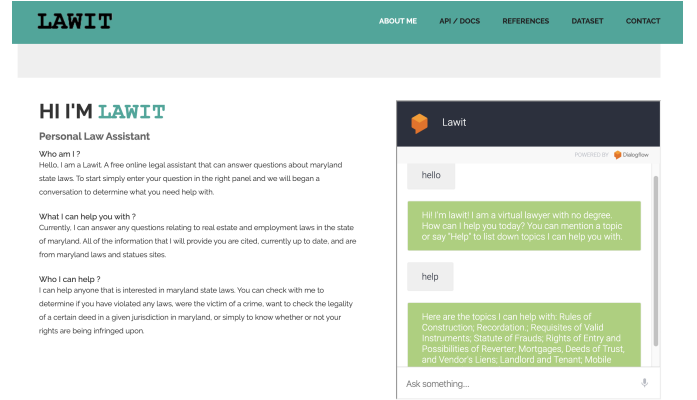 LAWIT
ABOUT ME API / DOCS REFERENCES DATASET CONTACT
HI I'M LAWIT
Personal Law Assistant
Who am I ?
Hello, I am a Lawit. A free online legal assistant that can answer questions about maryland
state laws. To start simply enter your question in the right panel and we will began a
conversation to determine what you need help with.
What I can help you with ?
Currently, I can answer any questions relating to real estate and employment laws in the state
of maryland. All of the information that I will provide you are cited, currently up to date, and are
from maryland laws and statues sites.
Who I can help ?
I can help anyone that is interested in maryland state laws. You can check with me to
determine if you have violated any laws, were the victim of a crime, want to check the legality
of a certain deed in a given jurisdiction in maryland, or simply to know whether or not your
rights are being infringed upon.
Lawit
POWERED BY Dialogflow
hello
Hi! I'm lawit! I am a virtual lawyer with no degree.
How can I help you today? You can mention a topic
or say "Help" to list down topics I can help you with.
help
Here are the topics I can help with: Rules of
Construction; Recordation ; Requisites of Valid
Instruments; Statute of Frauds; Rights of Entry and
Possibilities of Reverter; Mortgages, Deeds of Trust,
and Vendor's Liens; Landlord and Tenant; Mobile
Ask something...